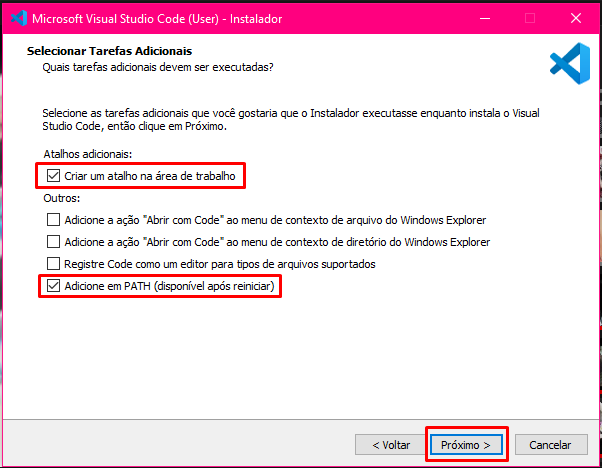 Microsoft Visual Studio Code (User) - Instalador
Selecionar Tarefas Adicionais
Quais tarefas adicionais devem ser executadas?
Selecione as tarefas adicionais que você gostaria que o Instalador executasse enquanto instala o Visual
Studio Code, então clique em Próximo.
Atalhos adicionais:
Criar um atalho na área de trabalho
Outros:
Adicione a ação "Abrir com Code" ao menu de contexto de arquivo do Windows Explorer
Adicione a ação "Abrir com Code" ao menu de contexto de diretório do Windows Explorer
Registre Code como um editor para tipos de arquivos suportados
Adicione em PATH (disponível após reiniciar)
< Voltar Próximo > Cancelar